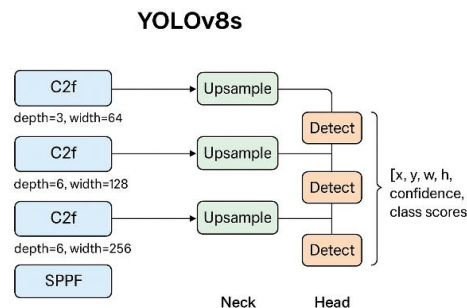 YOLOv8s
C2f
depth=3, width=64
Upsample
Detect
C2f
depth=6, width=128
Upsample
Detect
C2f
depth=6, width=256
Upsample
Detect
SPPF
[x, y, w, h,
confidence,
class scores
Neck
Head